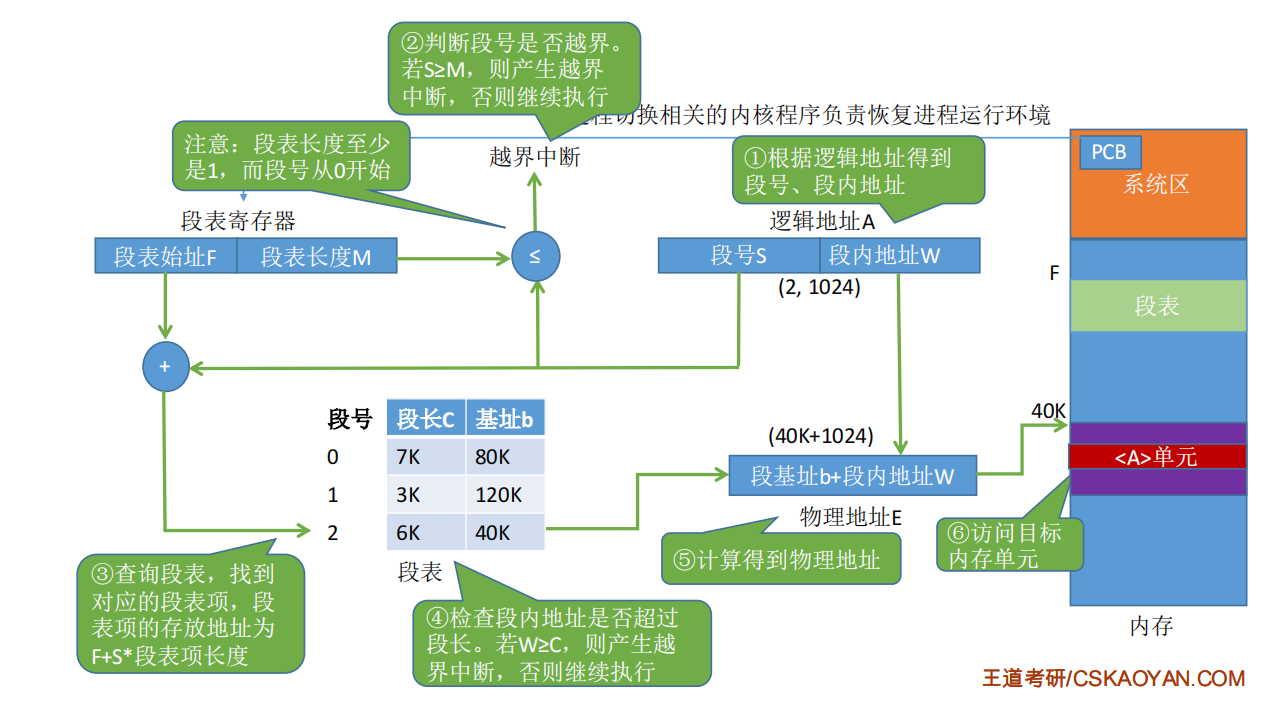 ②判断段号是否越界。
若S≥M，则产生越界
中断，否则继续执行
程切换相关的内核程序负责恢复进程运行环境
注意：段表长度至少
是1，而段号从0开始
越界中断
①根据逻辑地址得到
段号、段内地址
PCB
系统区
段表寄存器
逻辑地址A
段表始址F
段表长度M
≤
段号S
段内地址W
(2, 1024)
F
段表
+
段号
段长C
基址b
0
7K
80K
1
3K
120K
2
6K
40K
段表
40K
(40K+1024)
段基址b+段内地址W
物理地址E
<A>单元
③查询段表，找到
对应的段表项，段
表项的存放地址为
F+S*段表项长度
④检查段内地址是否超过
段长。若W≥C，则产生越
界中断，否则继续执行
⑤计算得到物理地址
⑥访问目标
内存单元
内存
王道考研/CSKAOYAN.COM